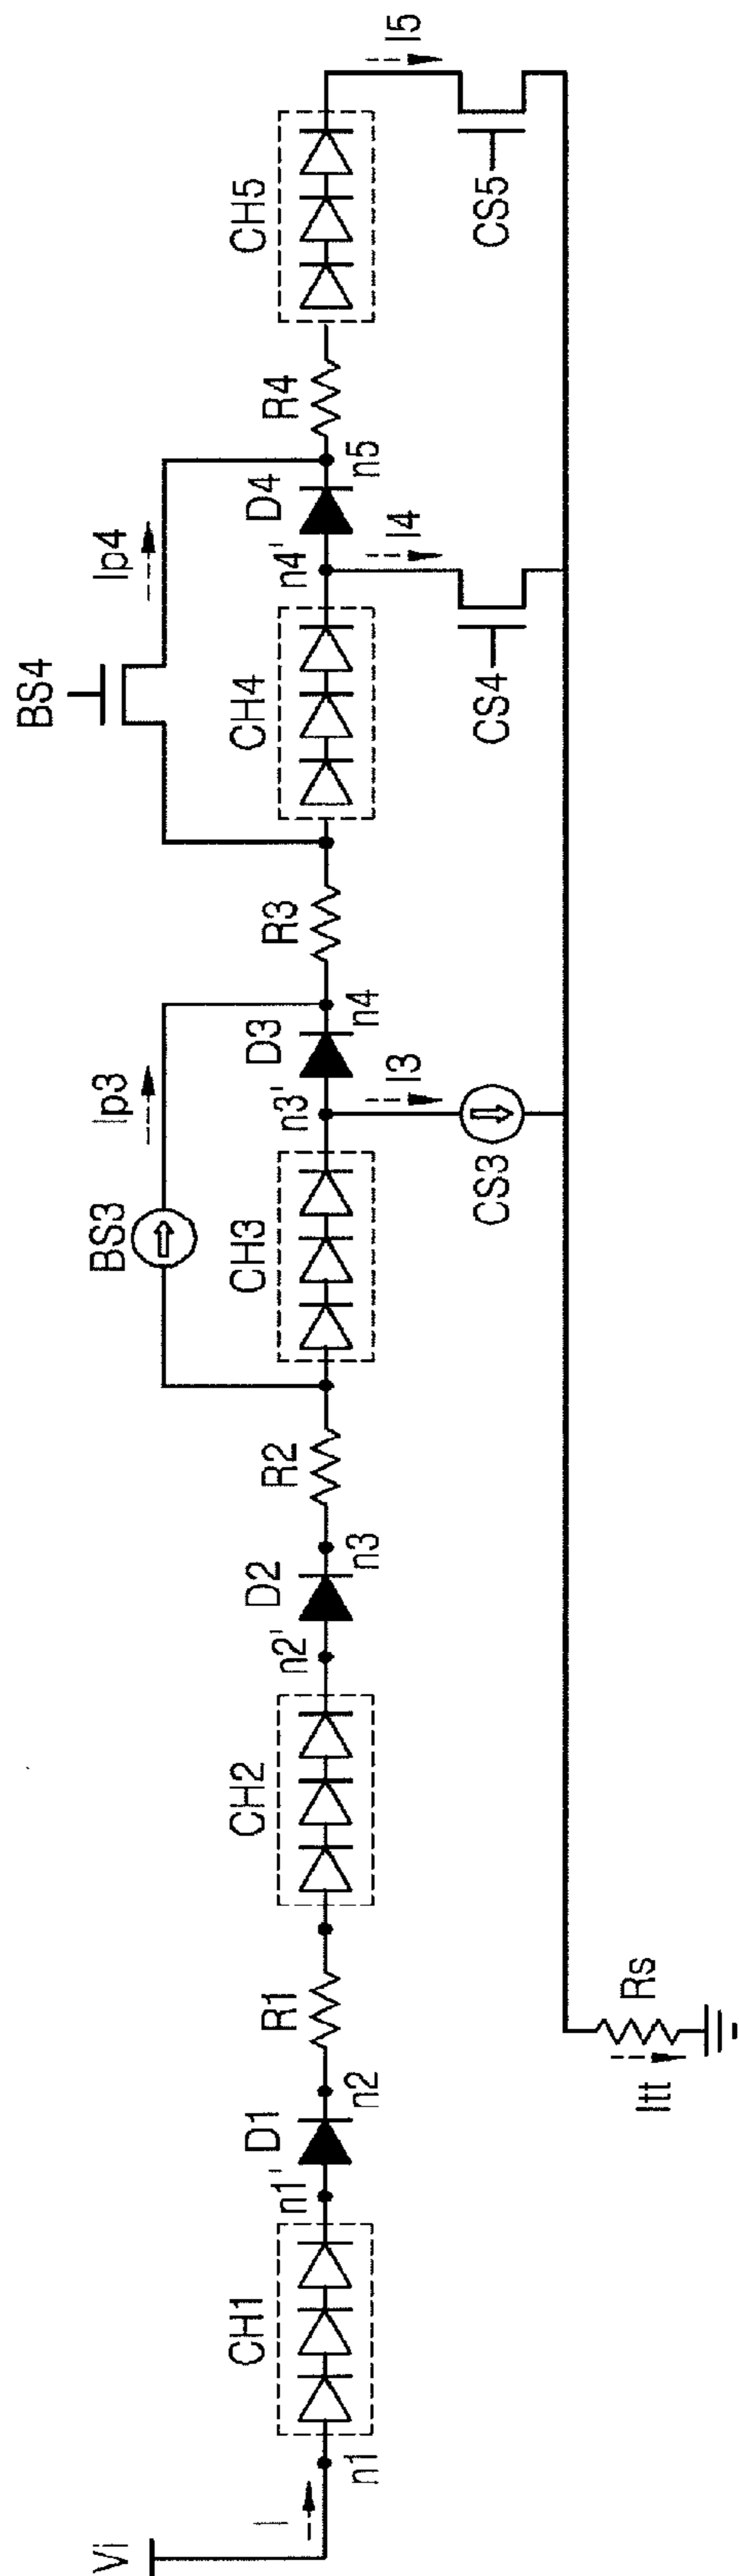 BS3
Ip3
BS4
Ip4
CH1
D1
R1
CH2
D2
R2
CH3
D3
R3
CH4
D4
R4
CH5
Vi
I
n1
n1'
n2
n2'
n3
n3'
n4
n4'
n5
I3
I4
I5
CS3
CS4
CS5
Itt
Rs